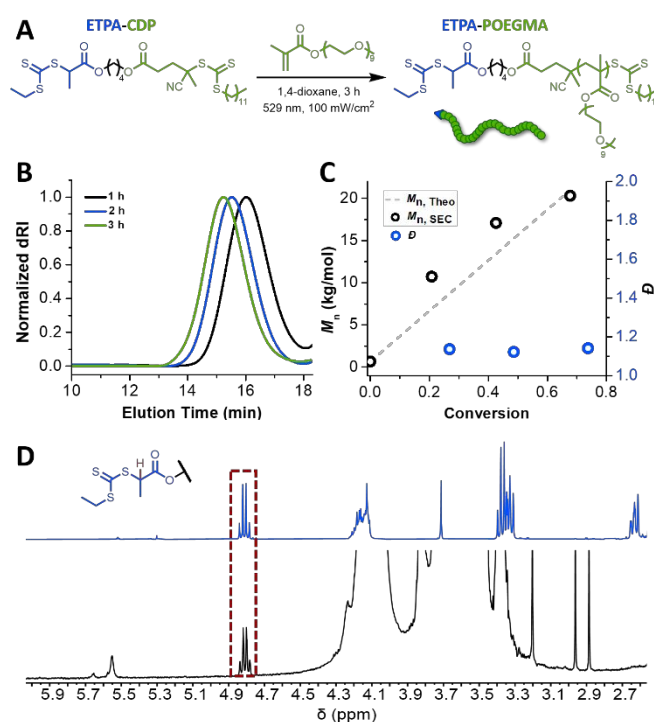 A
ETPA-CDP
ETPA-POEGMA
O
O
S
S
S
O
4
O
O
NC
S
S
S
11
O
O
O
9
1,4-dioxane, 3 h
529 nm, 100 mW/cm²
O
O
S
S
S
O
4
O
O
NC
S
S
S
11
O
O
O
9
B
1 h
2 h
3 h
Normalized dRI
1.0
0.8
0.6
0.4
0.2
0.0
10
12
14
16
18
Elution Time (min)
C
Mn, Theo
Mn, SEC
Đ
Mn (kg/mol)
20
15
10
5
0
2.0
1.8
1.6
1.4
1.2
1.0
Đ
0.0
0.2
0.4
0.6
0.8
Conversion
D
S
S
H
O
O
S
5.9
5.7
5.5
5.3
5.1
4.9
4.7
4.5
4.3
4.1
3.9
3.7
3.5
3.3
3.1
2.9
2.7
δ (ppm)